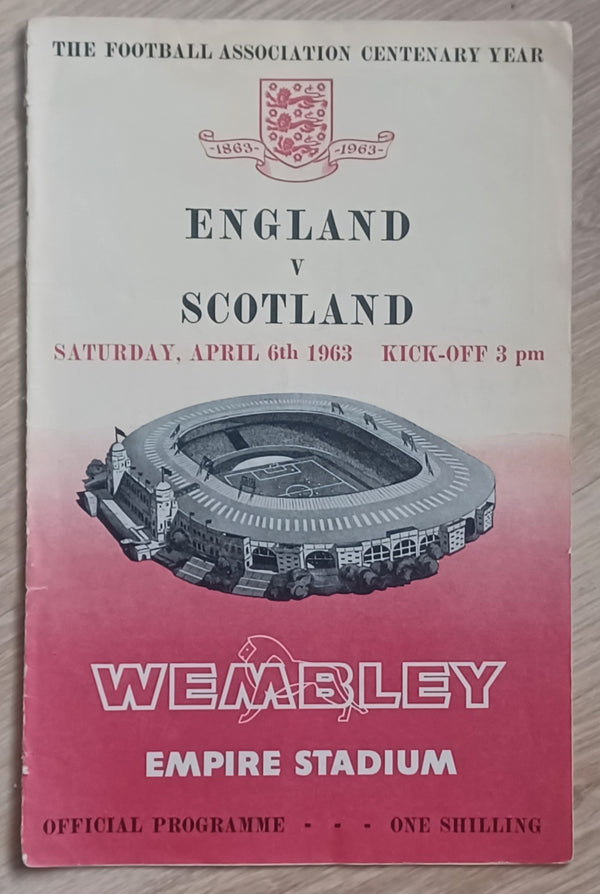 THE FOOTBALL ASSOCIATION CENTENARY YEAR
-1863- -1963-
ENGLAND
V
SCOTLAND
SATURDAY, APRIL 6th 1963 KICK-OFF 3 pm
WEMBLEY
EMPIRE STADIUM
OFFICIAL PROGRAMME - - - ONE SHILLING